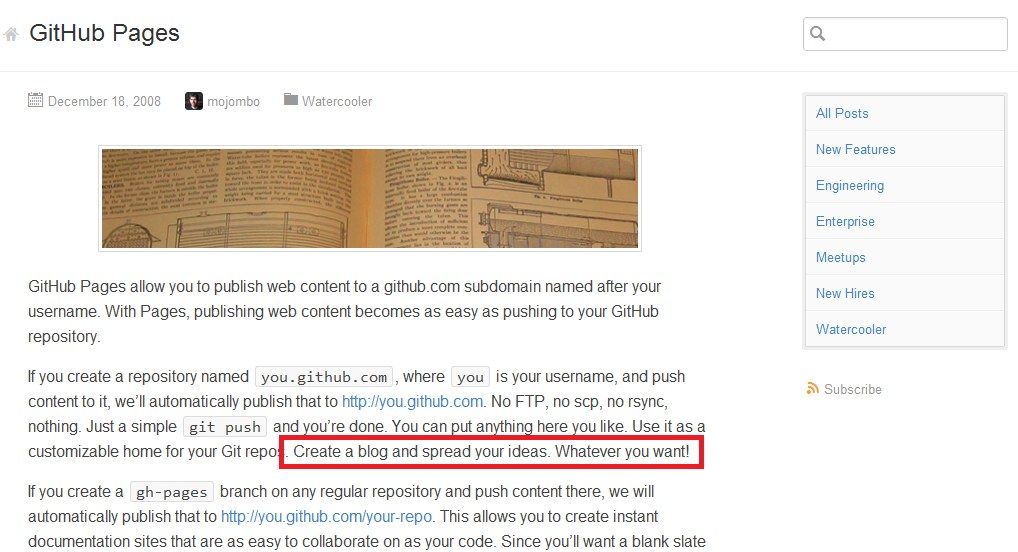 GitHub Pages
December 18, 2008 mojombo Watercooler
GitHub Pages allow you to publish web content to a github.com subdomain named after your
username. With Pages, publishing web content becomes as easy as pushing to your GitHub
repository.
If you create a repository named you.github.com, where you is your username, and push
content to it, we’ll automatically publish that to http://you.github.com. No FTP, no scp, no rsync,
nothing. Just a simple git push and you’re done. You can put anything here you like. Use it as a
customizable home for your Git repos. Create a blog and spread your ideas. Whatever you want!
If you create a gh-pages branch on any regular repository and push content there, we will
automatically publish that to http://you.github.com/your-repo. This allows you to create instant
documentation sites that are as easy to collaborate on as your code. Since you’ll want a blank slate
All Posts
New Features
Engineering
Enterprise
Meetups
New Hires
Watercooler
Subscribe